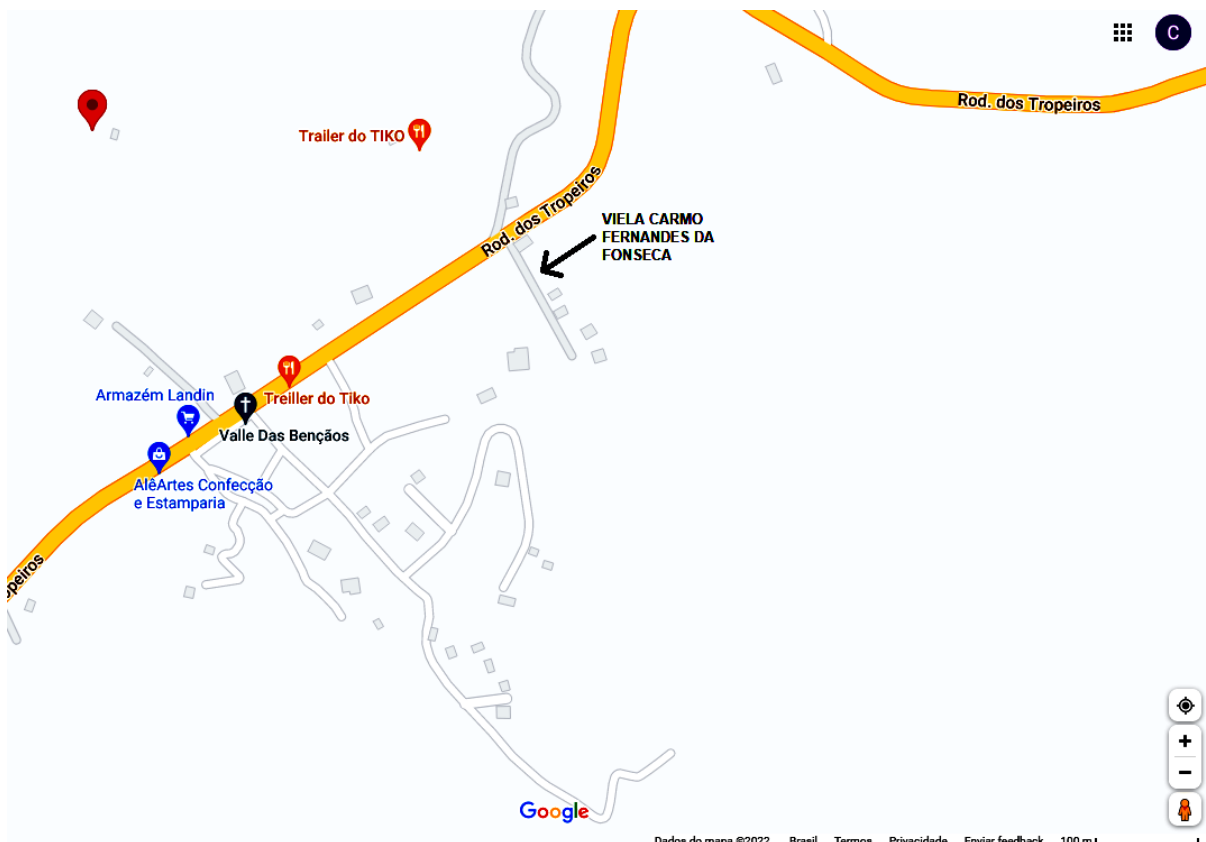 C
Rod. dos Tropeiros
Trailer do TIKO
Rod. dos Tropeiros
VIELA CARMO
FERNANDES DA
FONSECA
Armazém Landin
Treiller do Tiko
Valle Das Bençãos
AlêArtes Confecção
e Estamparia
opeiros
Google
Dados do mapa ©2022 Brasil Termos Privacidade Enviar feedback 100 m